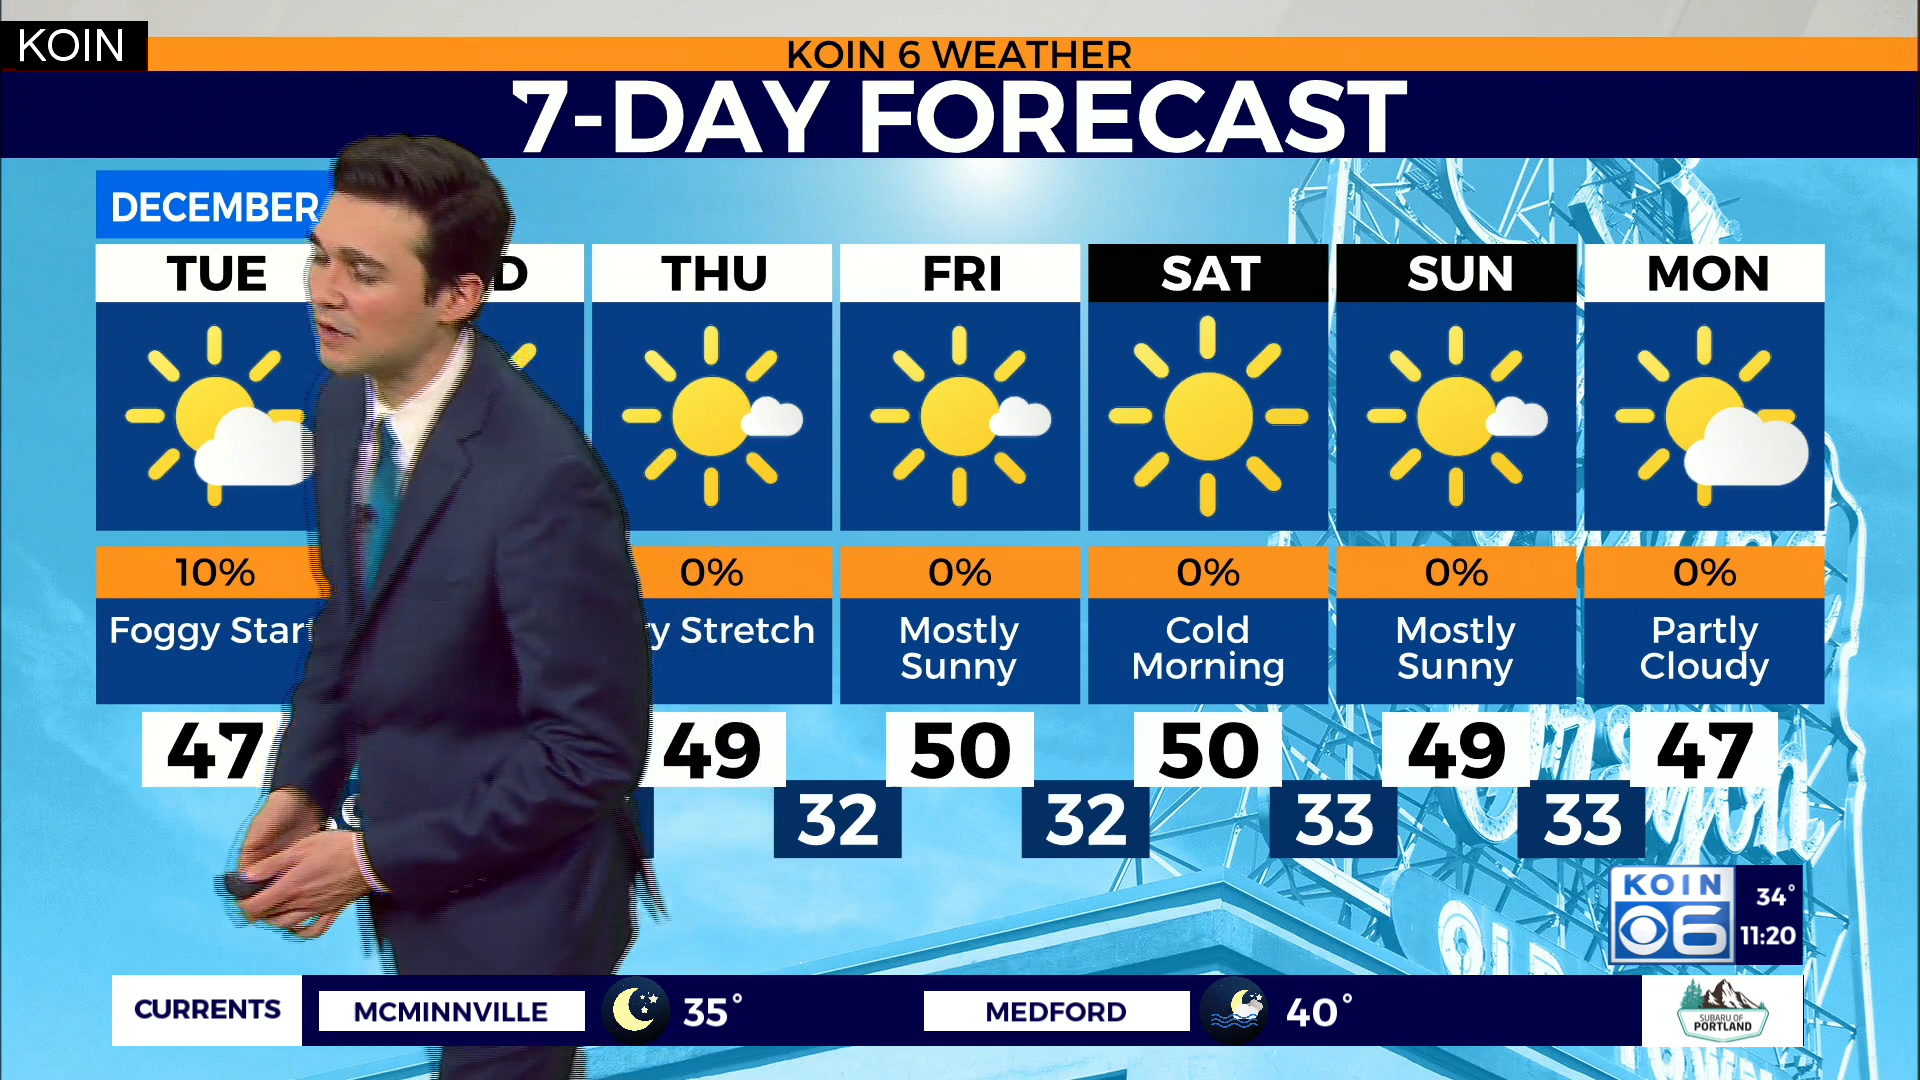 KOIN
KOIN 6 WEATHER
7-DAY FORECAST
DECEMBER
TUE D THU FRI SAT SUN MON
10% 0% 0% 0% 0% 0%
Foggy Star y Stretch Mostly Sunny Cold Morning Mostly Sunny Partly Cloudy
47 49 50 50 49 47
32 32 33 33
KOIN
6
34°
11:20
CURRENTS MCMINNVILLE 35° MEDFORD 40°
SUBARU OF
PORTLAND